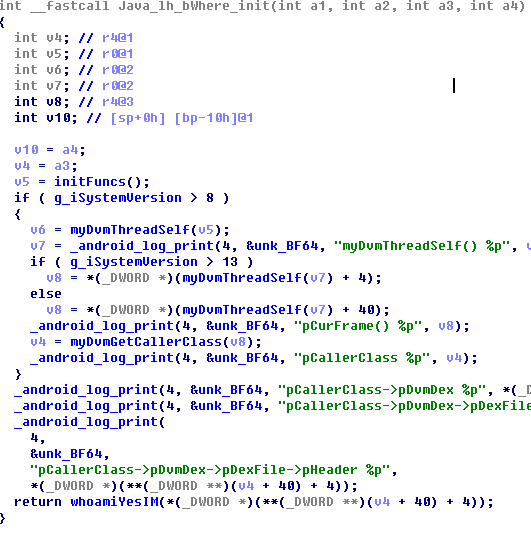 int __fastcall Java_lh_bWhere_init(int a1, int a2, int a3, int a4)
{
int v4; // r4@1
int v5; // r0@1
int v6; // r0@2
int v7; // r0@2
int v8; // r4@3
int v10; // [sp+0h] [bp-10h]@1
v10 = a4;
v4 = a3;
v5 = initFuncs();
if ( g_iSystemVersion > 8 )
{
v6 = myDvmThreadSelf(v5);
v7 = _android_log_print(4, &unk_BF64, "myDvmThreadSelf() %p", v
if ( g_iSystemVersion > 13 )
v8 = *(_DWORD *)(myDvmThreadSelf(v7) + 4);
else
v8 = *(_DWORD *)(myDvmThreadSelf(v7) + 40);
_android_log_print(4, &unk_BF64, "pCurFrame() %p", v8);
v4 = myDvmGetCallerClass(v8);
_android_log_print(4, &unk_BF64, "pCallerClass %p", v4);
}
_android_log_print(4, &unk_BF64, "pCallerClass->pDvmDex %p", *(_D
_android_log_print(4, &unk_BF64, "pCallerClass->pDvmDex->pDexFile
_android_log_print(
4,
&unk_BF64,
"pCallerClass->pDvmDex->pDexFile->pHeader %p",
*(_DWORD *)(**(_DWORD **)(v4 + 40) + 4));
return whoamiYesIM(*(_DWORD *)(**(_DWORD **)(v4 + 40) + 4));
}